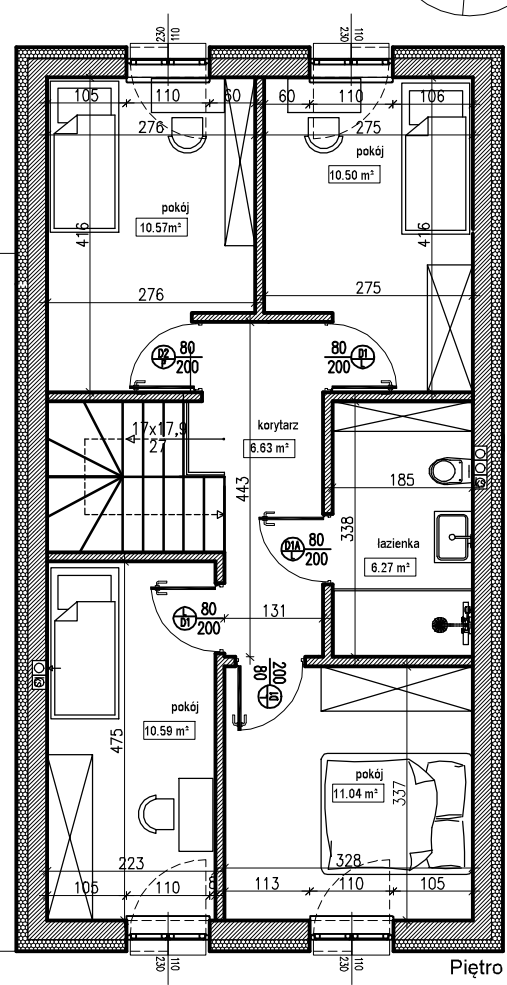 230
110
230
110
105
110
60
60
110
106
276
275
pokój
10.57m²
pokój
10.50 m²
416
416
276
275
D2
P
80
200
80
200
D1
L
17x17,9
27
korytarz
6.63 m²
443
185
338
łazienka
6.27 m²
D1A
L
80
200
D1
80
200
131
80
200
D1
pokój
10.59 m²
475
pokój
11.04 m²
337
223
328
105
110
8
113
110
105
230
110
230
110
Piętro